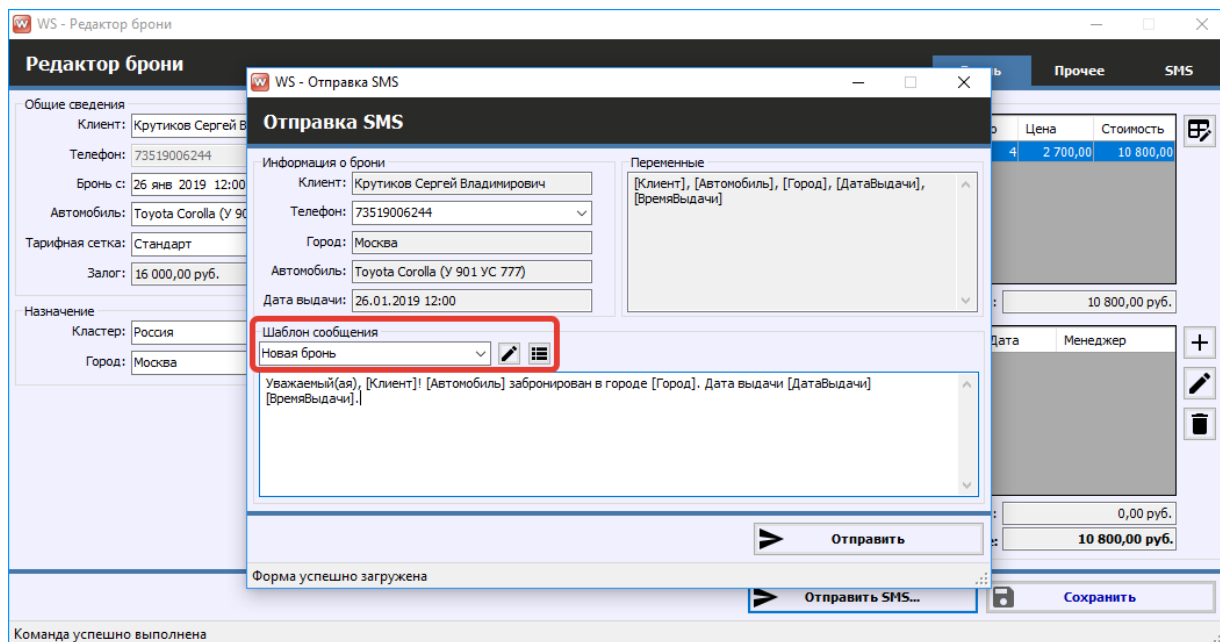 WS - Редактор брони
Редактор брони
Прочее
SMS
Общие сведения
Клиент: Крутиков Сергей В
Телефон: 73519006244
Бронь с: 26 янв 2019 12:00
Автомобиль: Toyota Corolla (У 90
Тарифная сетка: Стандарт
Залог: 16 000,00 руб.
Назначение
Кластер: Россия
Город: Москва
WS - Отправка SMS
Отправка SMS
Информация о брони
Клиент: Крутиков Сергей Владимирович
Телефон: 73519006244
Город: Москва
Автомобиль: Toyota Corolla (У 901 УС 777)
Дата выдачи: 26.01.2019 12:00
Переменные
[Клиент], [Автомобиль], [Город], [ДатаВыдачи],
[ВремяВыдачи]
Шаблон сообщения
Новая бронь
Уважаемый(ая), [Клиент]! [Автомобиль] забронирован в городе [Город]. Дата выдачи [ДатаВыдачи]
[ВремяВыдачи].
Отправить
Форма успешно загружена
Цена Стоимость
4 2 700,00 10 800,00
10 800,00 руб.
Дата Менеджер
0,00 руб.
10 800,00 руб.
Отправить SMS...
Сохранить
Команда успешно выполнена